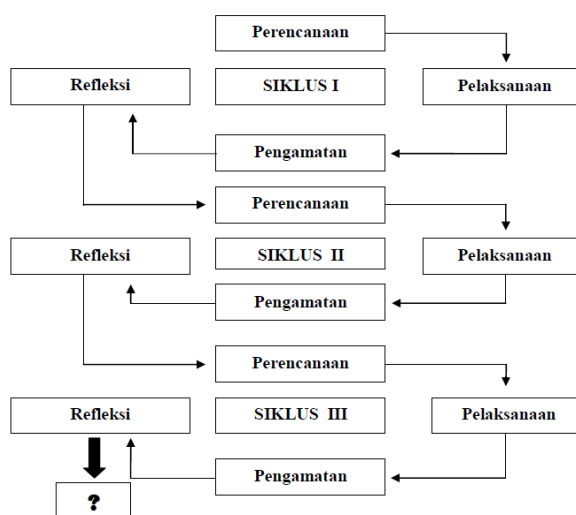 Perencanaan
Refleksi
SIKLUS I
Pelaksanaan
Pengamatan
Perencanaan
Refleksi
SIKLUS II
Pelaksanaan
Pengamatan
Perencanaan
Refleksi
SIKLUS III
Pelaksanaan
Pengamatan
?